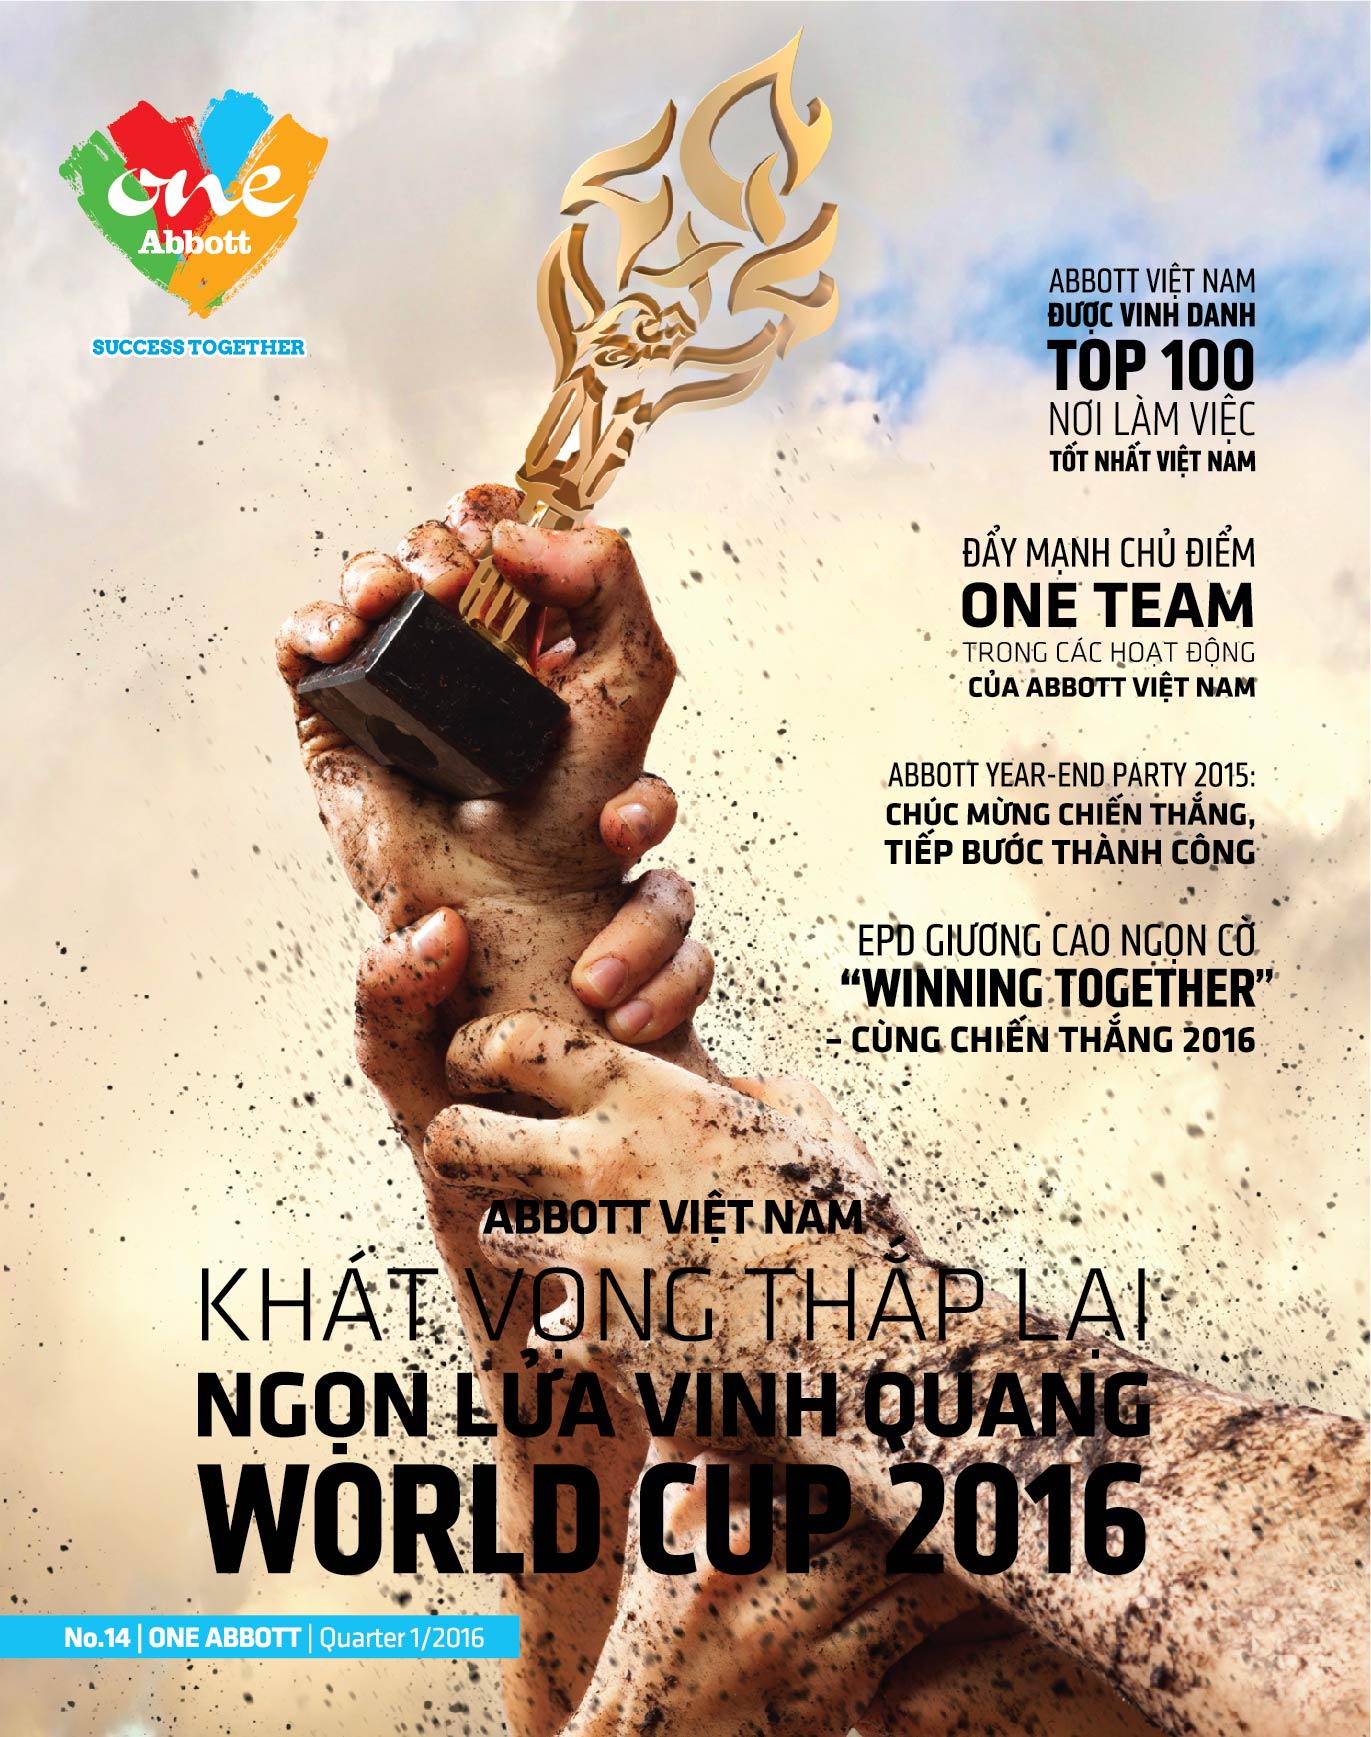 one
Abbott
SUCCESS TOGETHER
ABBOTT VIỆT NAM
ĐƯỢC VINH DANH
TOP 100
NƠI LÀM VIỆC
TỐT NHẤT VIỆT NAM
ĐẨY MẠNH CHỦ ĐIỂM
ONE TEAM
TRONG CÁC HOẠT ĐỘNG
CỦA ABBOTT VIỆT NAM
ABBOTT YEAR-END PARTY 2015:
CHÚC MỪNG CHIẾN THẮNG,
TIẾP BƯỚC THÀNH CÔNG
EPD GIƯƠNG CAO NGỌN CỜ
“WINNING TOGETHER”
– CÙNG CHIẾN THẮNG 2016
ABBOTT VIỆT NAM
KHÁT VỌNG THẮP LẠI
NGỌN LỬA VINH QUANG
WORLD CUP 2016
No.14 | ONE ABBOTT | Quarter 1/2016